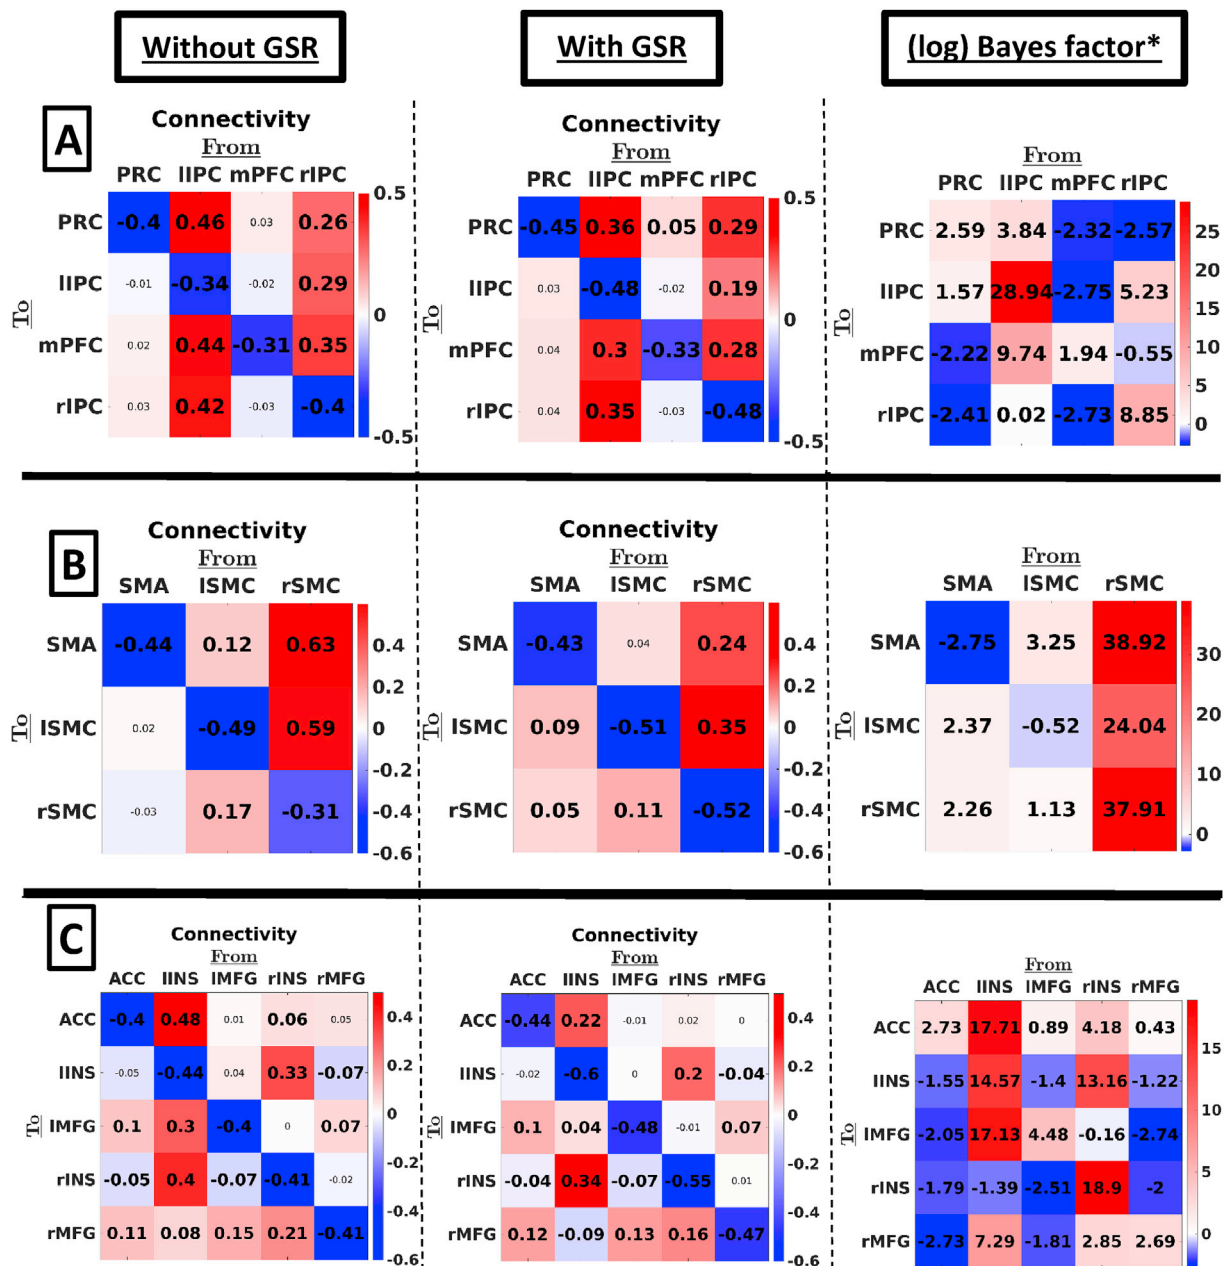 Without GSR
With GSR
(log) Bayes factor*
A
Connectivity
From
PRC lIPC mPFC rIPC
To
PRC -0.4 0.46 0.03 0.26
lIPC -0.01 -0.34 -0.02 0.29
mPFC 0.02 0.44 -0.31 0.35
rIPC 0.03 0.42 -0.03 -0.4
0.5
0
-0.5
Connectivity
From
PRC lIPC mPFC rIPC
To
PRC -0.45 0.36 0.05 0.29
lIPC 0.03 -0.48 -0.02 0.19
mPFC 0.04 0.3 -0.33 0.28
rIPC 0.04 0.35 -0.03 -0.48
0.5
0
-0.5
From
PRC lIPC mPFC rIPC
To
PRC 2.59 3.84 -2.32 -2.57
lIPC 1.57 28.94 -2.75 5.23
mPFC -2.22 9.74 1.94 -0.55
rIPC -2.41 0.02 -2.73 8.85
25
20
15
10
5
0
B
Connectivity
From
SMA lSMC rSMC
To
SMA -0.44 0.12 0.63
lSMC 0.02 -0.49 0.59
rSMC -0.03 0.17 -0.31
0.4
0.2
0
-0.2
-0.4
-0.6
Connectivity
From
SMA lSMC rSMC
To
SMA -0.43 0.04 0.24
lSMC 0.09 -0.51 0.35
rSMC 0.05 0.11 -0.52
0.4
0.2
0
-0.2
-0.4
-0.6
From
SMA lSMC rSMC
To
SMA -2.75 3.25 38.92
lSMC 2.37 -0.52 24.04
rSMC 2.26 1.13 37.91
30
20
10
0
C
Connectivity
From
ACC lINS lMFG rINS rMFG
To
ACC -0.4 0.48 0.01 0.06 0.05
lINS -0.05 -0.44 0.04 0.33 -0.07
lMFG 0.1 0.3 -0.4 0 0.07
rINS -0.05 0.4 -0.07 -0.41 -0.02
rMFG 0.11 0.08 0.15 0.21 -0.41
0.4
0.2
0
-0.2
-0.4
-0.6
Connectivity
From
ACC lINS lMFG rINS rMFG
To
ACC -0.44 0.22 -0.01 0.02 0
lINS -0.02 -0.6 0 0.2 -0.04
lMFG 0.1 0.04 -0.48 -0.01 0.07
rINS -0.04 0.34 -0.07 -0.55 0.01
rMFG 0.12 -0.09 0.13 0.16 -0.47
0.4
0.2
0
-0.2
-0.4
-0.6
From
ACC lINS lMFG rINS rMFG
To
ACC 2.73 17.71 0.89 4.18 0.43
lINS -1.55 14.57 -1.4 13.16 -1.22
lMFG -2.05 17.13 4.48 -0.16 -2.74
rINS -1.79 -1.39 -2.51 18.9 -2
rMFG -2.73 7.29 -1.81 2.85 2.69
15
10
5
0